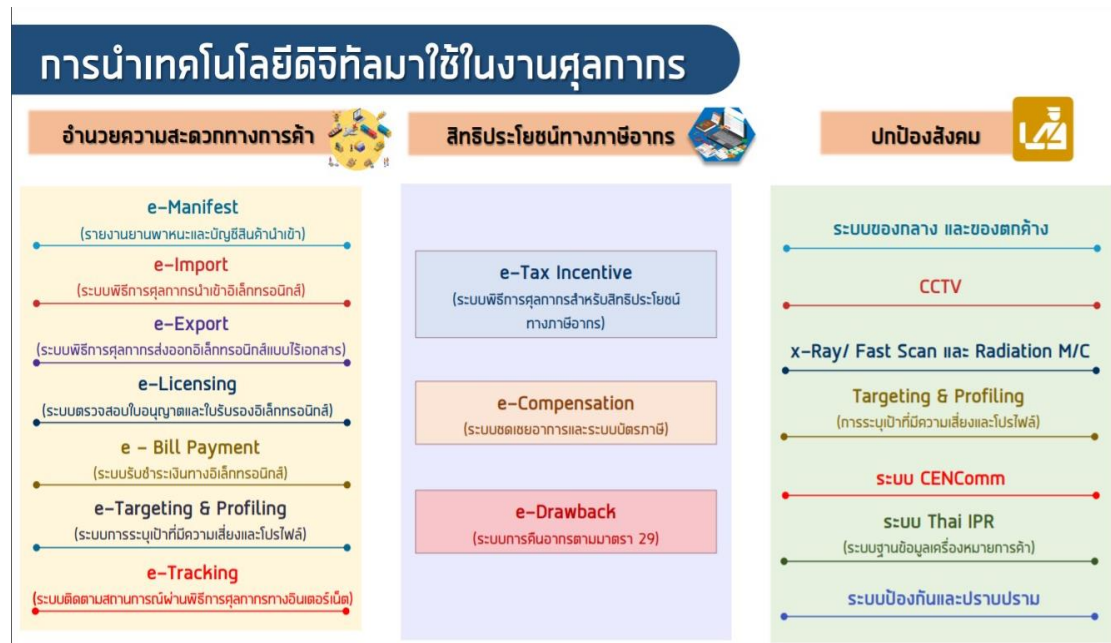 การนำเทคโนโลยีดิจิทัลมาใช้ในงานศุลกากร
อำนวยความสะดวกทางการค้า
e-Manifest
(รายงานยานพาหนะและบัญชีสินค้านำเข้า)
e-Import
(ระบบพิธีการศุลกากรนำเข้าอิเล็กทรอนิกส์)
e-Export
(ระบบพิธีการศุลกากรส่งออกอิเล็กทรอนิกส์แบบไร้เอกสาร)
e-Licensing
(ระบบตรวจสอบใบอนุญาตและใบรับรองอิเล็กทรอนิกส์)
e - Bill Payment
(ระบบรับชำระเงินทางอิเล็กทรอนิกส์)
e-Targeting & Profiling
(ระบบการระบุเป้าที่มีความเสี่ยงและโปรไฟล์)
e-Tracking
(ระบบติดตามสถานการณ์ผ่านพิธีการศุลกากรทางอินเตอร์เน็ต)
สิทธิประโยชน์ทางภาษีอากร
e-Tax Incentive
(ระบบพิธีการศุลกากรสำหรับสิทธิประโยชน์
ทางภาษีอากร)
e-Compensation
(ระบบชดเชยอาการและระบบบัตรภาษี)
e-Drawback
(ระบบการคืนอากรตามมาตรา 29)
ปกป้องสังคม
ระบบของกลาง และของตกค้าง
CCTV
x-Ray/ Fast Scan และ Radiation M/C
Targeting & Profiling
(การระบุเป้าที่มีความเสี่ยงและโปรไฟล์)
ระบบ CENComm
ระบบ Thai IPR
(ระบบฐานข้อมูลเครื่องหมายการค้า)
ระบบป้องกันและปราบปราม